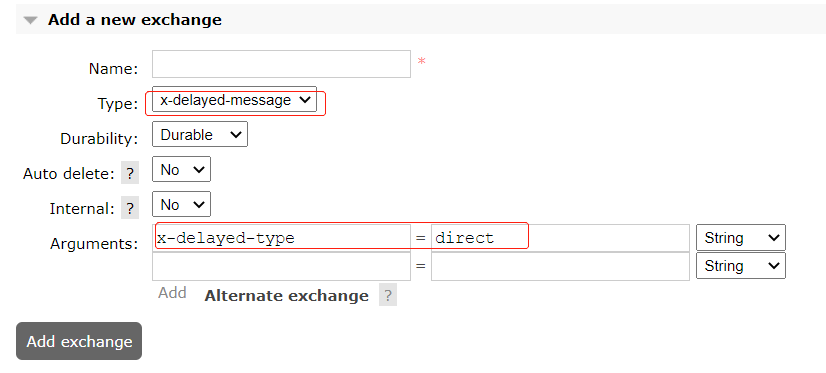 Add a new exchange
Name: *
Type: x-delayed-message
Durability: Durable
Auto delete: ? No
Internal: ? No
Arguments: x-delayed-type = direct String
= String
Add Alternate exchange ?
Add exchange